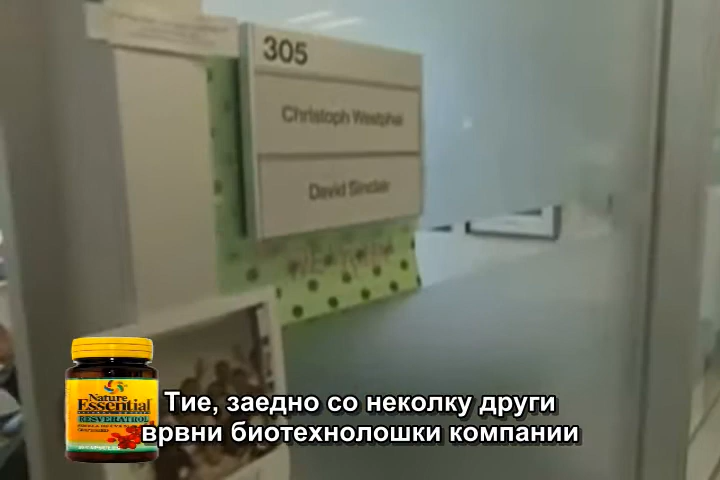 305
Christoph Westphal
David Sinclair
Nature
Essential
RESVERATROL
Тие, заедно со неколку други
врвни биотехнолошки компании